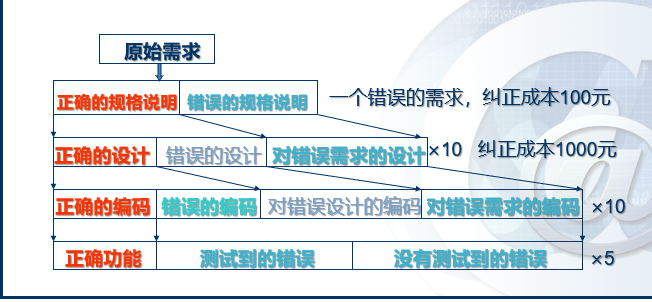 原始需求
正确的规格说明 错误的规格说明 一个错误的需求，纠正成本100元
正确的设计 错误的设计 对错误需求的设计 ×10 纠正成本1000元
正确的编码 错误的编码 对错误设计的编码 对错误需求的编码 ×10
正确功能 测试到的错误 没有测试到的错误 ×5